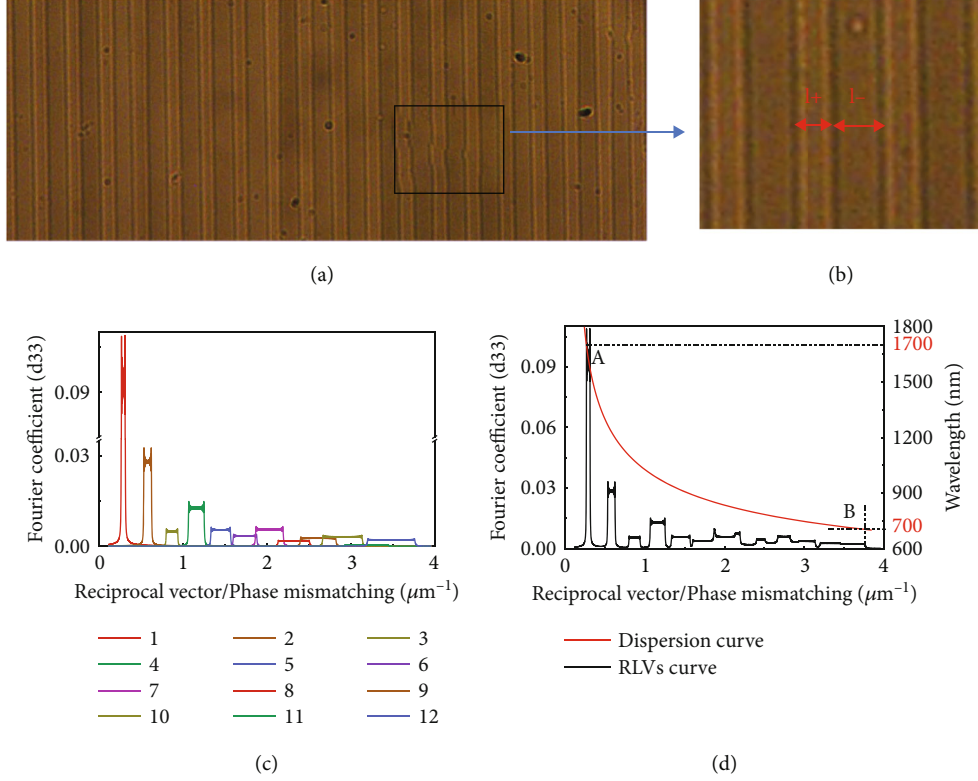 l+ l−
(a)
(b)
Fourier coefficient (d33)
0.09
0.03
0.00
0 1 2 3 4
Reciprocal vector/Phase mismatching (μm⁻¹)
1 2 3
4 5 6
7 8 9
10 11 12
(c)
Fourier coefficient (d33)
0.09
0.06
0.03
0.00
A
B
1800
1700
1500
1200
900
700
600
Wavelength (nm)
0 1 2 3 4
Reciprocal vector/Phase mismatching (μm⁻¹)
Dispersion curve
RLVs curve
(d)